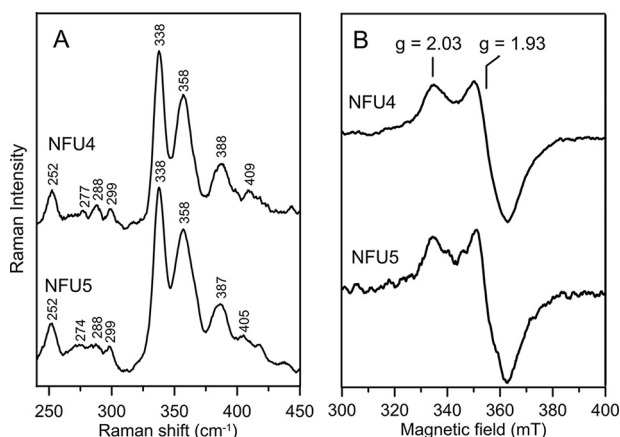 A
NFU4
252
277
288
299
338
358
388
409
NFU5
252
274
288
299
338
358
387
405
Raman Intensity
250
300
350
400
450
Raman shift (cm⁻¹)
B
g = 2.03
g = 1.93
NFU4
NFU5
300
320
340
360
380
400
Magnetic field (mT)